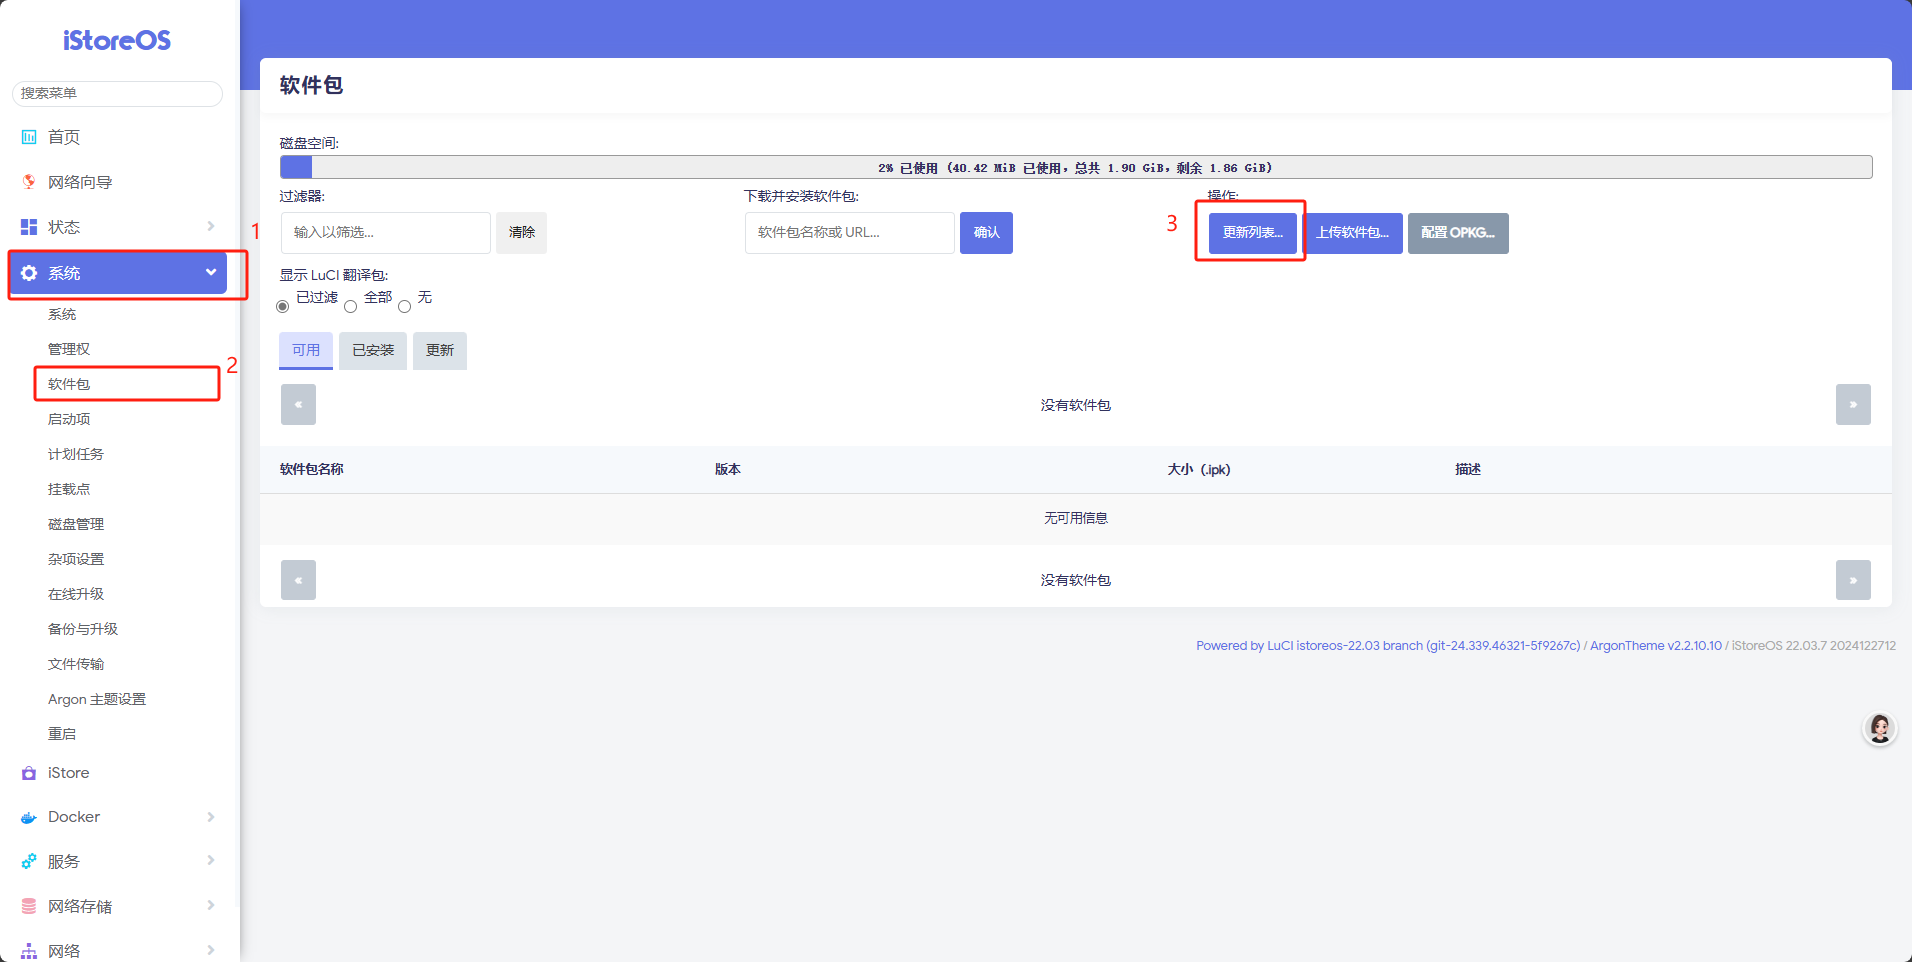 iStoreOS
搜索菜单
首页
网络向导
状态
1
系统
系统
管理权
2
软件包
启动项
计划任务
挂载点
磁盘管理
杂项设置
在线升级
备份与升级
文件传输
Argon 主题设置
重启
iStore
Docker
服务
网络存储
网络
软件包
磁盘空间:
2% 已使用 (40.42 MiB 已使用，总共 1.90 GiB，剩余 1.86 GiB)
过滤器:
输入以筛选...
清除
下载并安装软件包:
软件包名称或 URL...
确认
操作:
3
更新列表...
上传软件包...
配置 OPKG...
显示 LuCI 翻译包:
已过滤 全部 无
可用 已安装 更新
« 没有软件包 »
软件包名称 版本 大小 (.ipk) 描述
无可用信息
« 没有软件包 »
Powered by LuCI istoreos-22.03 branch (git-24.339.46321-5f9267c) / ArgonTheme v2.2.10.10 / iStoreOS 22.03.7 2024122712